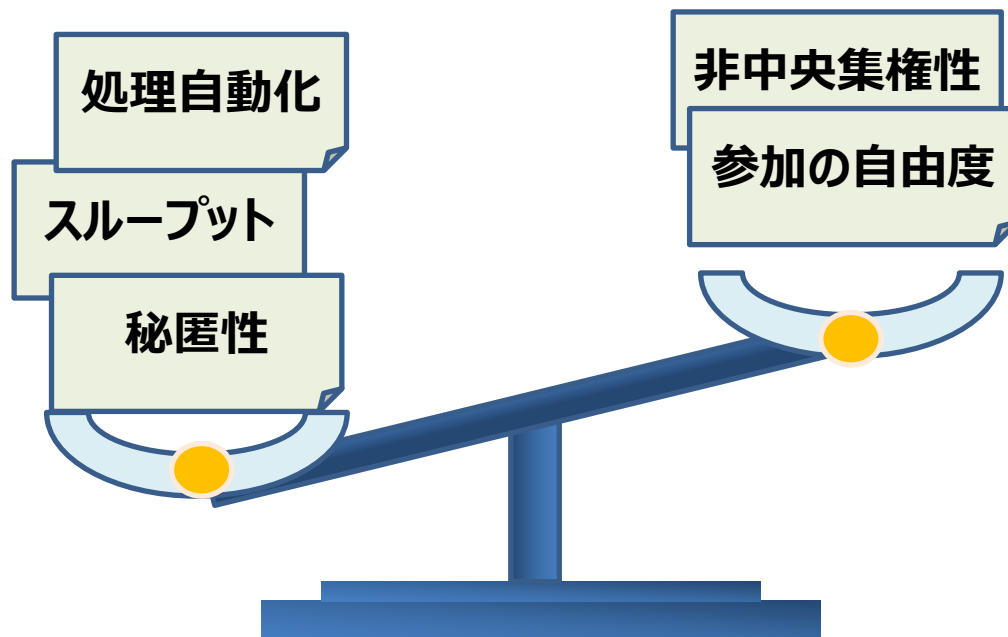 処理自動化
スループット
秘匿性
非中央集権性
参加の自由度